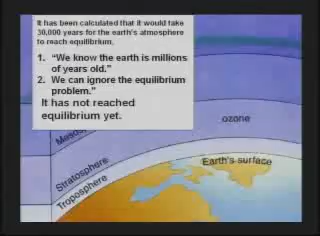 It has been calculated that it would take
30,000 years for the earth's atmosphere
to reach equilibrium.
1. "We know the earth is millions
of years old."
2. We can ignore the equilibrium
problem."
It has not reached
equilibrium yet.
ozone
Earth's surface
Stratosphere
Troposphere